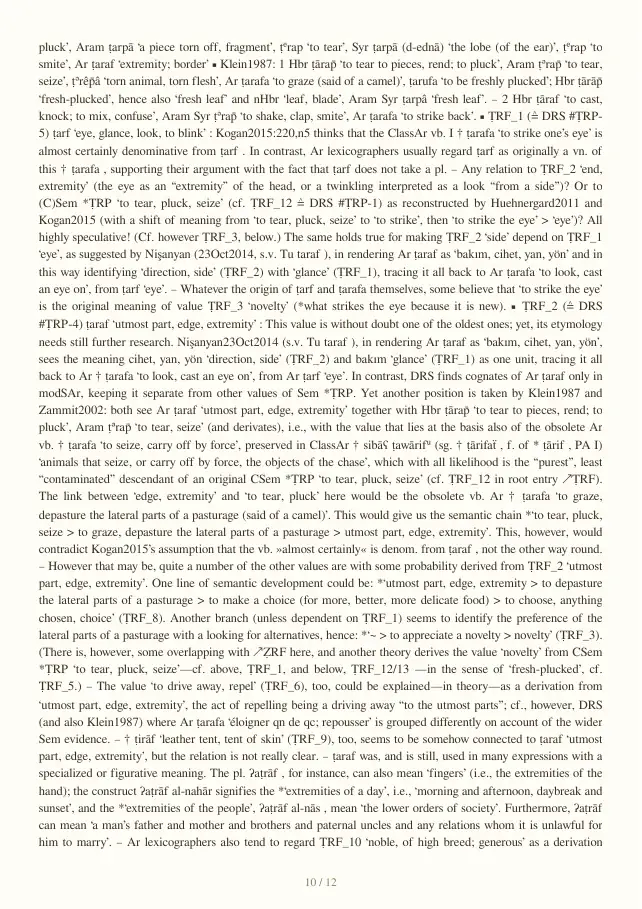 pluck’, Aram ṭarpā ‘a piece torn off, fragment’, ṭᵉrap ‘to tear’, Syr ṭarpā (d-ednā) ‘the lobe (of the ear)’, ṭᵉrap ‘to
smite’, Ar ṭaraf ‘extremity; border’ ▪ Klein1987: 1 Hbr ṭārap̄ ‘to tear to pieces, rend; to pluck’, Aram ṭᵉrap̄ ‘to tear,
seize’, ṭᵊrêp̄â ‘torn animal, torn flesh’, Ar ṭarafa ‘to graze (said of a camel)’, ṭarufa ‘to be freshly plucked’; Hbr ṭārāp̄
‘fresh-plucked’, hence also ‘fresh leaf’ and nHbr ‘leaf, blade’, Aram Syr ṭarpâ ‘fresh leaf’. – 2 Hbr ṭāraf ‘to cast,
knock; to mix, confuse’, Aram Syr ṭᵊrap̄ ‘to shake, clap, smite’, Ar ṭarafa ‘to strike back’. ▪ ṬRF_1 (≙ DRS #ṬRP-
5) ṭarf ‘eye, glance, look, to blink’ : Kogan2015:220,n5 thinks that the ClassAr vb. I † ṭarafa ‘to strike one’s eye’ is
almost certainly denominative from ṭarf . In contrast, Ar lexicographers usually regard ṭarf as originally a vn. of
this † ṭarafa , supporting their argument with the fact that ṭarf does not take a pl. – Any relation to ṬRF_2 ‘end,
extremity’ (the eye as an “extremity” of the head, or a twinkling interpreted as a look “from a side”)? Or to
(C)Sem *ṬRP ‘to tear, pluck, seize’ (cf. ṬRF_12 ≙ DRS #ṬRP-1) as reconstructed by Huehnergard2011 and
Kogan2015 (with a shift of meaning from ‘to tear, pluck, seize’ to ‘to strike’, then ‘to strike the eye’ > ‘eye’)? All
highly speculative! (Cf. however ṬRF_3, below.) The same holds true for making ṬRF_2 ‘side’ depend on ṬRF_1
‘eye’, as suggested by Nişanyan (23Oct2014, s.v. Tu taraf ), in rendering Ar ṭaraf as ‘bakım, cihet, yan, yön’ and in
this way identifying ‘direction, side’ (ṬRF_2) with ‘glance’ (ṬRF_1), tracing it all back to Ar ṭarafa ‘to look, cast
an eye on’, from ṭarf ‘eye’. – Whatever the origin of ṭarf and ṭarafa themselves, some believe that ‘to strike the eye’
is the original meaning of value ṬRF_3 ‘novelty’ (*what strikes the eye because it is new). ▪ ṬRF_2 (≙ DRS
#ṬRP-4) ṭaraf ‘utmost part, edge, extremity’ : This value is without doubt one of the oldest ones; yet, its etymology
needs still further research. Nişanyan23Oct2014 (s.v. Tu taraf ), in rendering Ar ṭaraf as ‘bakım, cihet, yan, yön’,
sees the meaning cihet, yan, yön ‘direction, side’ (ṬRF_2) and bakım ‘glance’ (ṬRF_1) as one unit, tracing it all
back to Ar † ṭarafa ‘to look, cast an eye on’, from Ar ṭarf ‘eye’. In contrast, DRS finds cognates of Ar ṭaraf only in
modSAr, keeping it separate from other values of Sem *ṬRP. Yet another position is taken by Klein1987 and
Zammit2002: both see Ar ṭaraf ‘utmost part, edge, extremity’ together with Hbr ṭārap̄ ‘to tear to pieces, rend; to
pluck’, Aram ṭᵉrap ‘to tear, seize’ (and derivates), i.e., with the value that lies at the basis also of the obsolete Ar
vb. † ṭarafa ‘to seize, carry off by force’, preserved in ClassAr † sibāʕ ṭawārifᵘ (sg. † ṭārifaẗ , f. of * ṭārif , PA I)
‘animals that seize, or carry off by force, the objects of the chase’, which with all likelihood is the “purest”, least
“contaminated” descendant of an original CSem *ṬRP ‘to tear, pluck, seize’ (cf. ṬRF_12 in root entry ↗ṬRF).
The link between ‘edge, extremity’ and ‘to tear, pluck’ here would be the obsolete vb. Ar † ṭarafa ‘to graze,
depasture the lateral parts of a pasturage (said of a camel)’. This would give us the semantic chain *‘to tear, pluck,
seize > to graze, depasture the lateral parts of a pasturage > utmost part, edge, extremity’. This, however, would
contradict Kogan2015’s assumption that the vb. »almost certainly« is denom. from ṭaraf , not the other way round.
– However that may be, quite a number of the other values are with some probability derived from ṬRF_2 ‘utmost
part, edge, extremity’. One line of semantic development could be: *‘utmost part, edge, extremity > to depasture
the lateral parts of a pasturage > to make a choice (for more, better, more delicate food) > to choose, anything
chosen, choice’ (ṬRF_8). Another branch (unless dependent on ṬRF_1) seems to identify the preference of the
lateral parts of a pasturage with a looking for alternatives, hence: *‘~ > to appreciate a novelty > novelty’ (ṬRF_3).
(There is, however, some overlapping with ↗ẒRF here, and another theory derives the value ‘novelty’ from CSem
*ṬRP ‘to tear, pluck, seize’—cf. above, ṬRF_1, and below, ṬRF_12/13 —in the sense of ‘fresh-plucked’, cf.
ṬRF_5.) – The value ‘to drive away, repel’ (ṬRF_6), too, could be explained—in theory—as a derivation from
‘utmost part, edge, extremity’, the act of repelling being a driving away “to the utmost parts”; cf., however, DRS
(and also Klein1987) where Ar ṭarafa ‘éloigner qn de qc; repousser’ is grouped differently on account of the wider
Sem evidence. – † ṭirāf ‘leather tent, tent of skin’ (ṬRF_9), too, seems to be somehow connected to ṭaraf ‘utmost
part, edge, extremity’, but the relation is not really clear. – ṭaraf was, and is still, used in many expressions with a
specialized or figurative meaning. The pl. ʔaṭrāf , for instance, can also mean ‘fingers’ (i.e., the extremities of the
hand); the construct ʔaṭrāf al-nahār signifies the *‘extremities of a day’, i.e., ‘morning and afternoon, daybreak and
sunset’, and the *‘extremities of the people’, ʔaṭrāf al-nās , mean ‘the lower orders of society’. Furthermore, ʔaṭrāf
can mean ‘a man’s father and mother and brothers and paternal uncles and any relations whom it is unlawful for
him to marry’. – Ar lexicographers also tend to regard ṬRF_10 ‘noble, of high breed; generous’ as a derivation
10 / 12